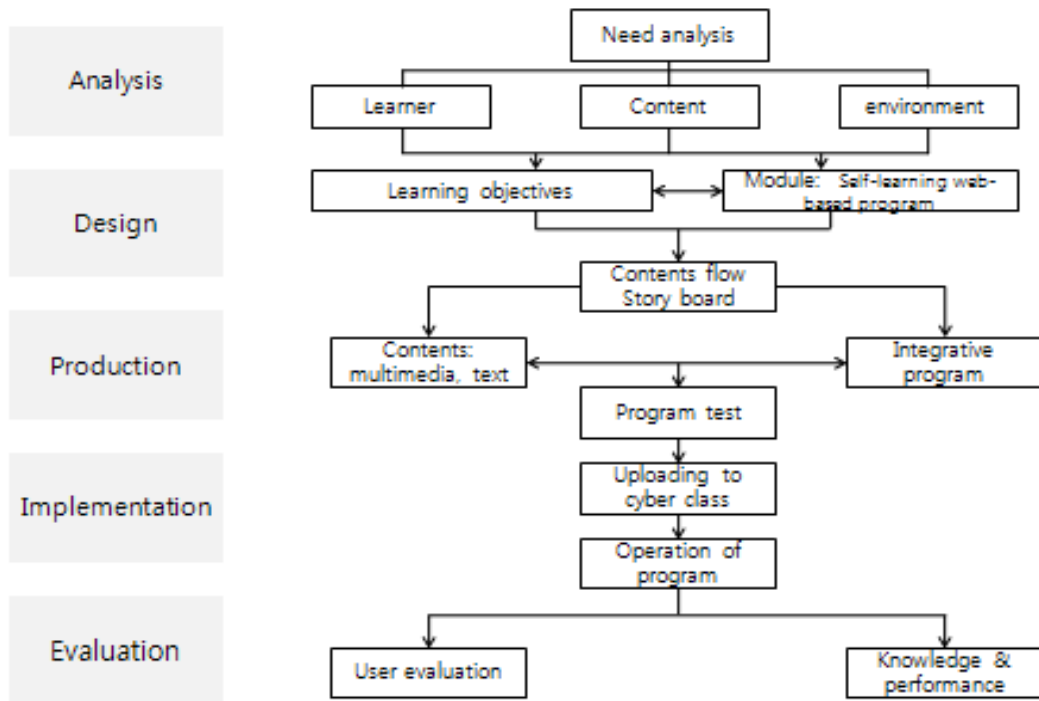 Need analysis
Analysis
Learner
Content
environment
Learning objectives
Module: Self-learning web-
based program
Design
Contents flow
Story board
Production
Contents:
multimedia, text
Integrative
program
Program test
Implementation
Uploading to
cyber class
Operation of
program
Evaluation
User evaluation
Knowledge &
performance